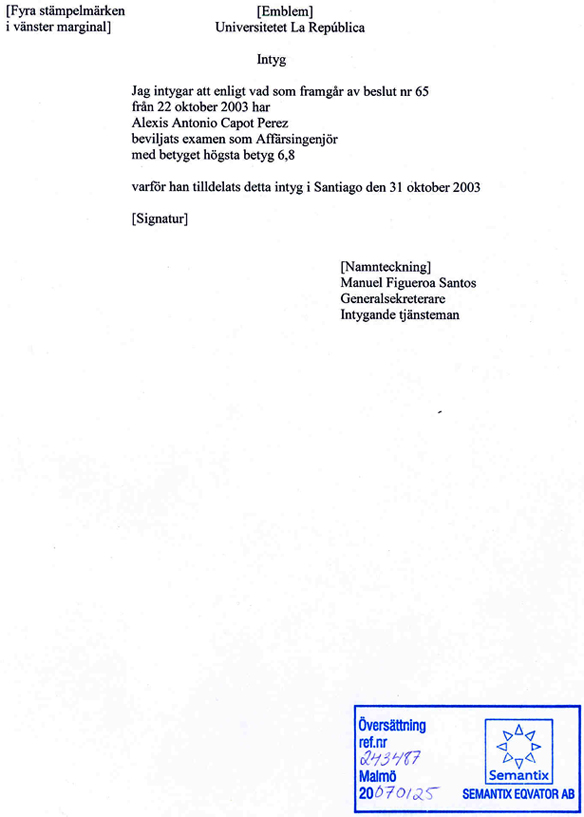 [Fyra stämpelmärken
i vänster marginal]
[Emblem]
Universitetet La República
Intyg
Jag intygar att enligt vad som framgår av beslut nr 65
från 22 oktober 2003 har
Alexis Antonio Capot Perez
beviljats examen som Affärsingenjör
med betyget högsta betyg 6,8
varför han tilldelats detta intyg i Santiago den 31 oktober 2003
[Signatur]
[Namnteckning]
Manuel Figueroa Santos
Generalsekreterare
Intygande tjänsteman
Översättning
ref.nr
243487
Malmö
20070125
Semantix
SEMANTIX EQVATOR AB